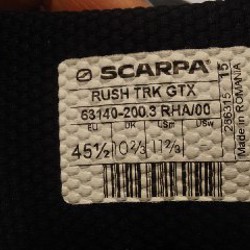 SCARPA
RUSH TRK GTX
63140-200.3 RHA/00
EU UK USm USw
45½ 10⅔ 11⅔
286315 15
MADE IN ROMANIA